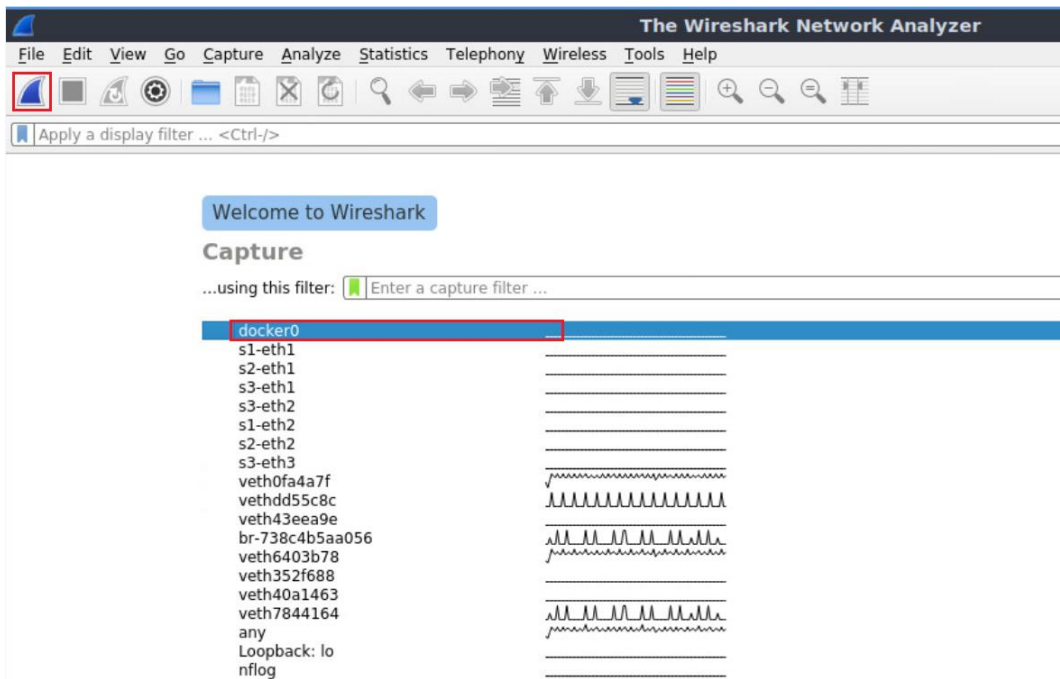 The Wireshark Network Analyzer
File Edit View Go Capture Analyze Statistics Telephony Wireless Tools Help
Apply a display filter ... <Ctrl-/>
Welcome to Wireshark
Capture
...using this filter: Enter a capture filter ...
docker0
s1-eth1
s2-eth1
s3-eth1
s3-eth2
s1-eth2
s2-eth2
s3-eth3
veth0fa4a7f
vethdd55c8c
veth43eea9e
br-738c4b5aa056
veth6403b78
veth352f688
veth40a1463
veth7844164
any
Loopback: lo
nflog